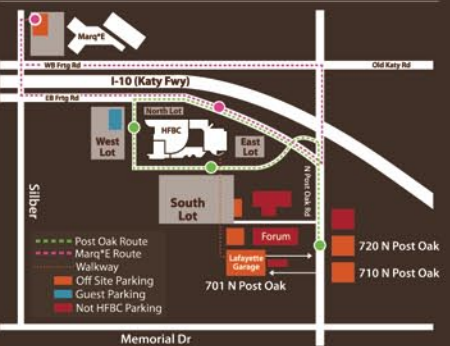 Marq*E
WB Frtg Rd
Old Katy Rd
I-10 (Katy Fwy)
EB Frtg Rd
North Lot
HFBC
West
Lot
East
Lot
N Post Oak Rd
Silber
South
Lot
Forum
Lafayette
Garage
701 N Post Oak
720 N Post Oak
710 N Post Oak
Post Oak Route
Marq*E Route
Walkway
Off Site Parking
Guest Parking
Not HFBC Parking
Memorial Dr